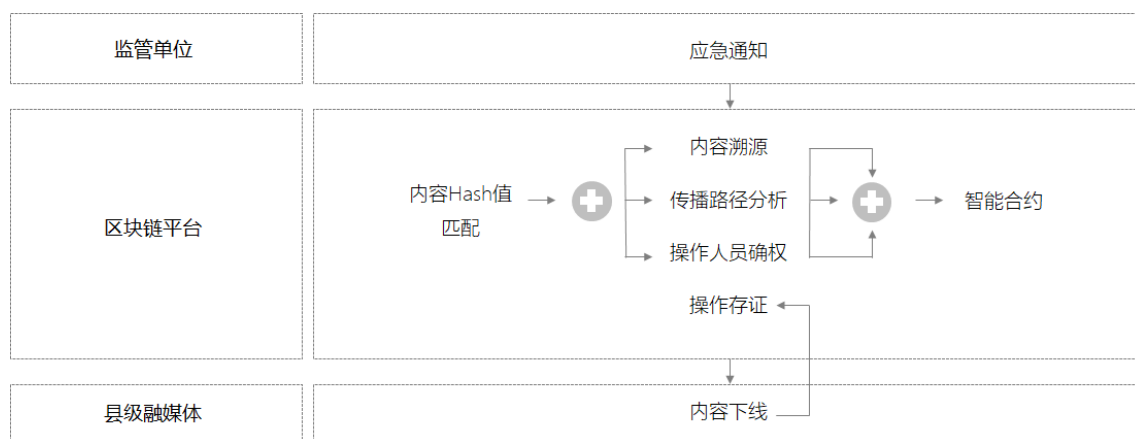 监管单位
应急通知
区块链平台
内容Hash值
匹配
内容溯源
传播路径分析
操作人员确权
操作存证
智能合约
县级融媒体
内容下线